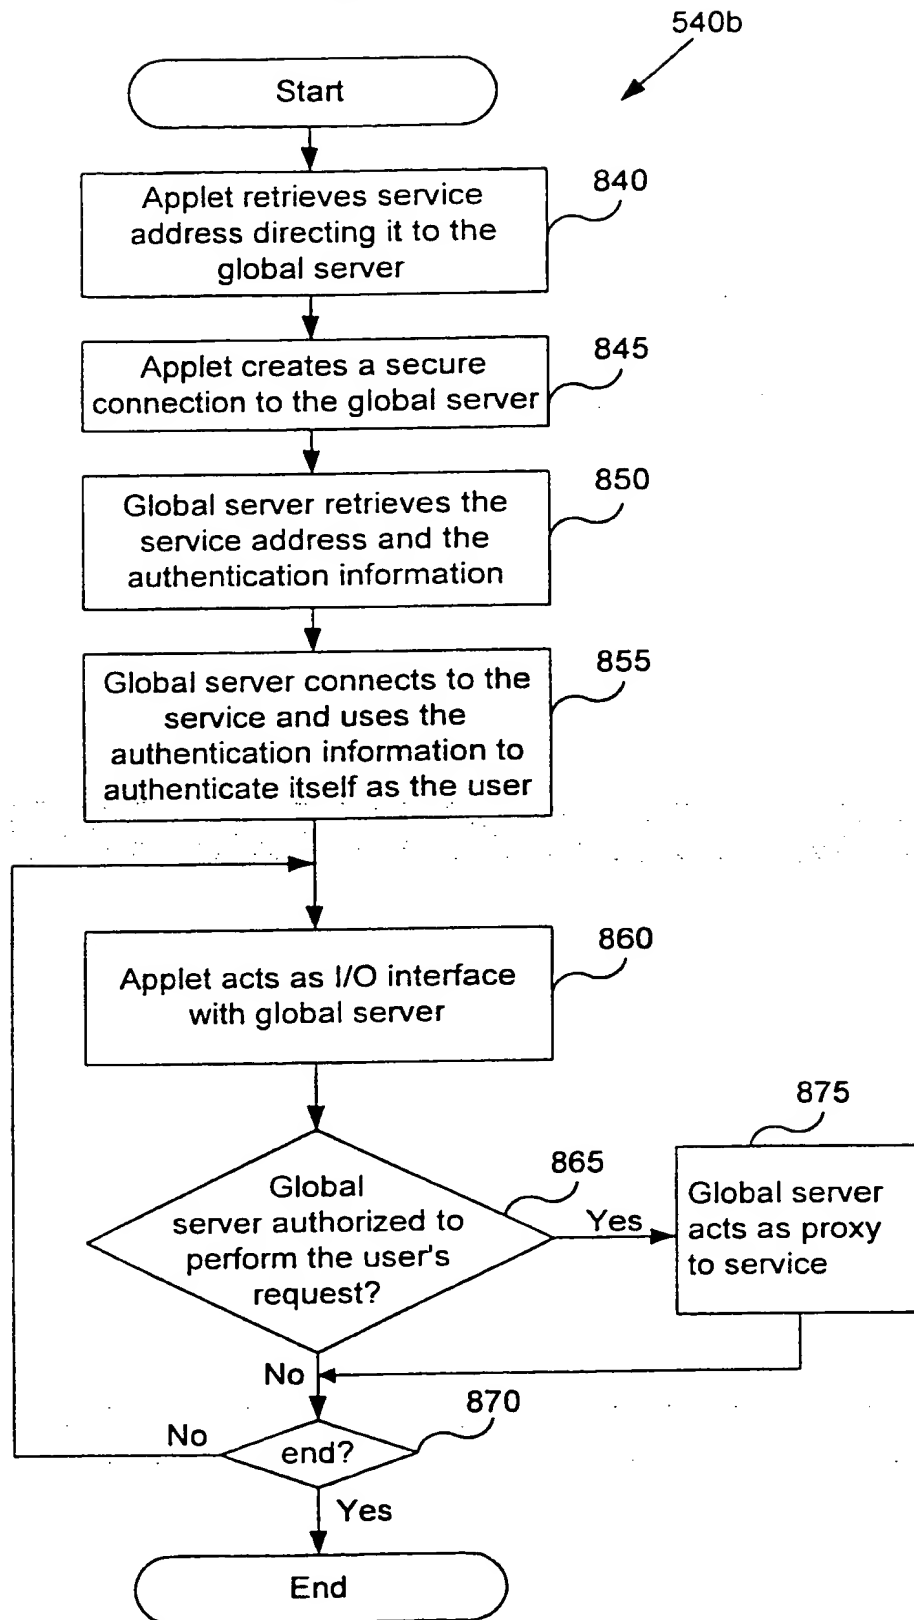 540b
Start
840
Applet retrieves service
address directing it to the
global server
845
Applet creates a secure
connection to the global server
850
Global server retrieves the
service address and the
authentication information
855
Global server connects to the
service and uses the
authentication information to
authenticate itself as the user
860
Applet acts as I/O interface
with global server
865
Global
server authorized to
perform the user's
request?
Yes
875
Global server
acts as proxy
to service
No
870
end?
No
Yes
End